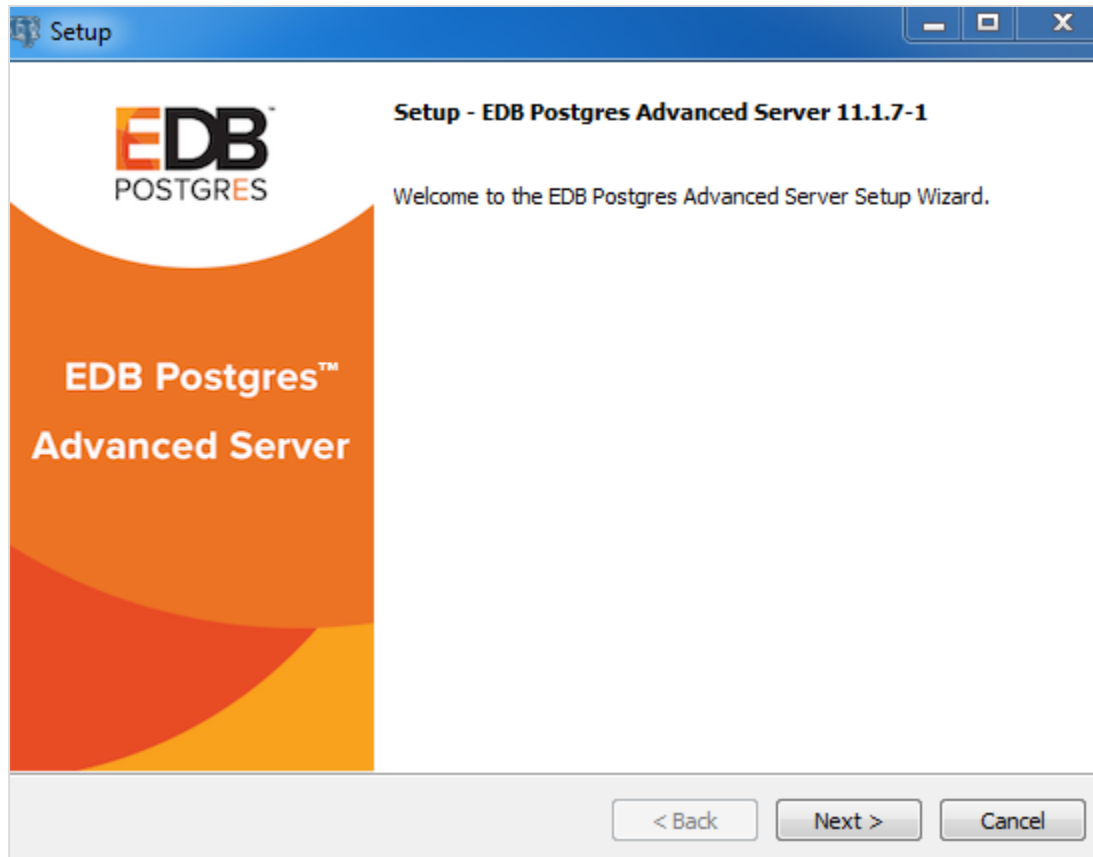 Setup
EDB™
POSTGRES
Setup - EDB Postgres Advanced Server 11.1.7-1
Welcome to the EDB Postgres Advanced Server Setup Wizard.
EDB Postgres™
Advanced Server
< Back
Next >
Cancel